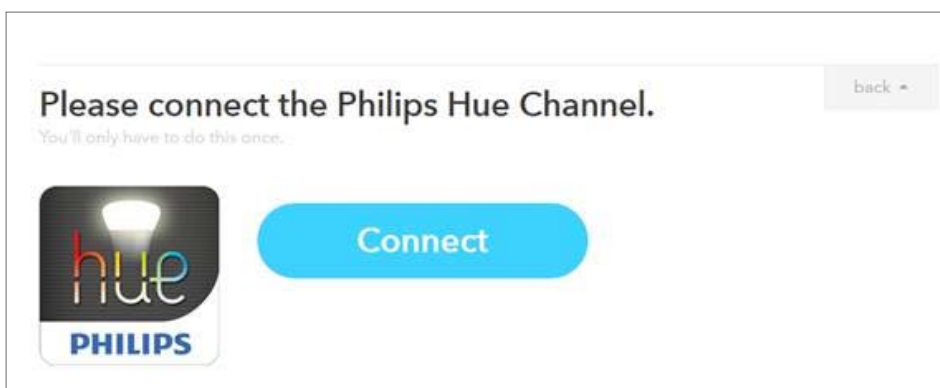 Please connect the Philips Hue Channel.
back
You'll only have to do this once.
hue
Connect
PHILIPS